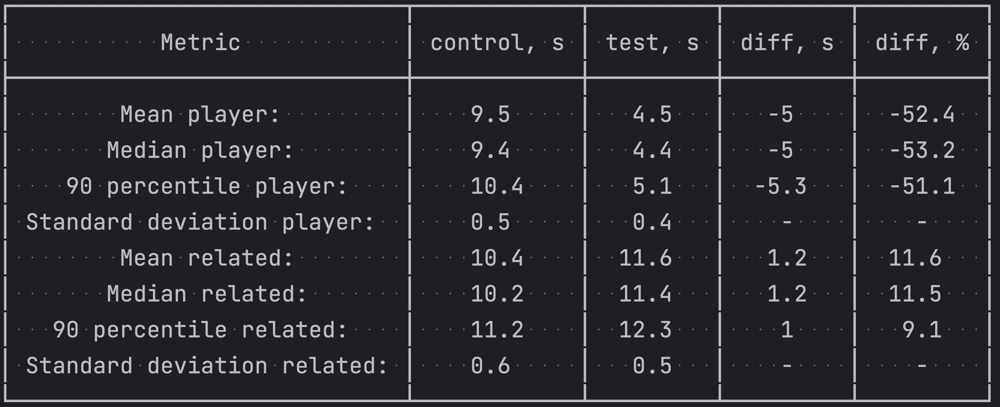 Metric control, s test, s diff, s diff, %
Mean player: 9.5 4.5 -5 -52.4
Median player: 9.4 4.4 -5 -53.2
90 percentile player: 10.4 5.1 -5.3 -51.1
Standard deviation player: 0.5 0.4 - -
Mean related: 10.4 11.6 1.2 11.6
Median related: 10.2 11.4 1.2 11.5
90 percentile related: 11.2 12.3 1 9.1
Standard deviation related: 0.6 0.5 - -